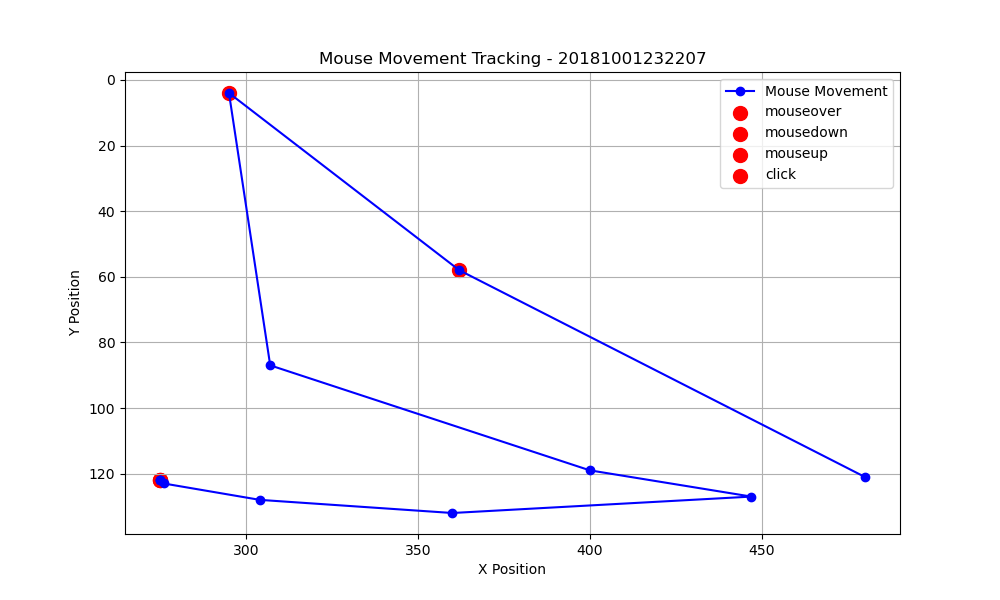 Mouse Movement Tracking - 20181001232207
Mouse Movement
mouseover
mousedown
mouseup
click
Y Position
0
20
40
60
80
100
120
300
350
400
450
X Position